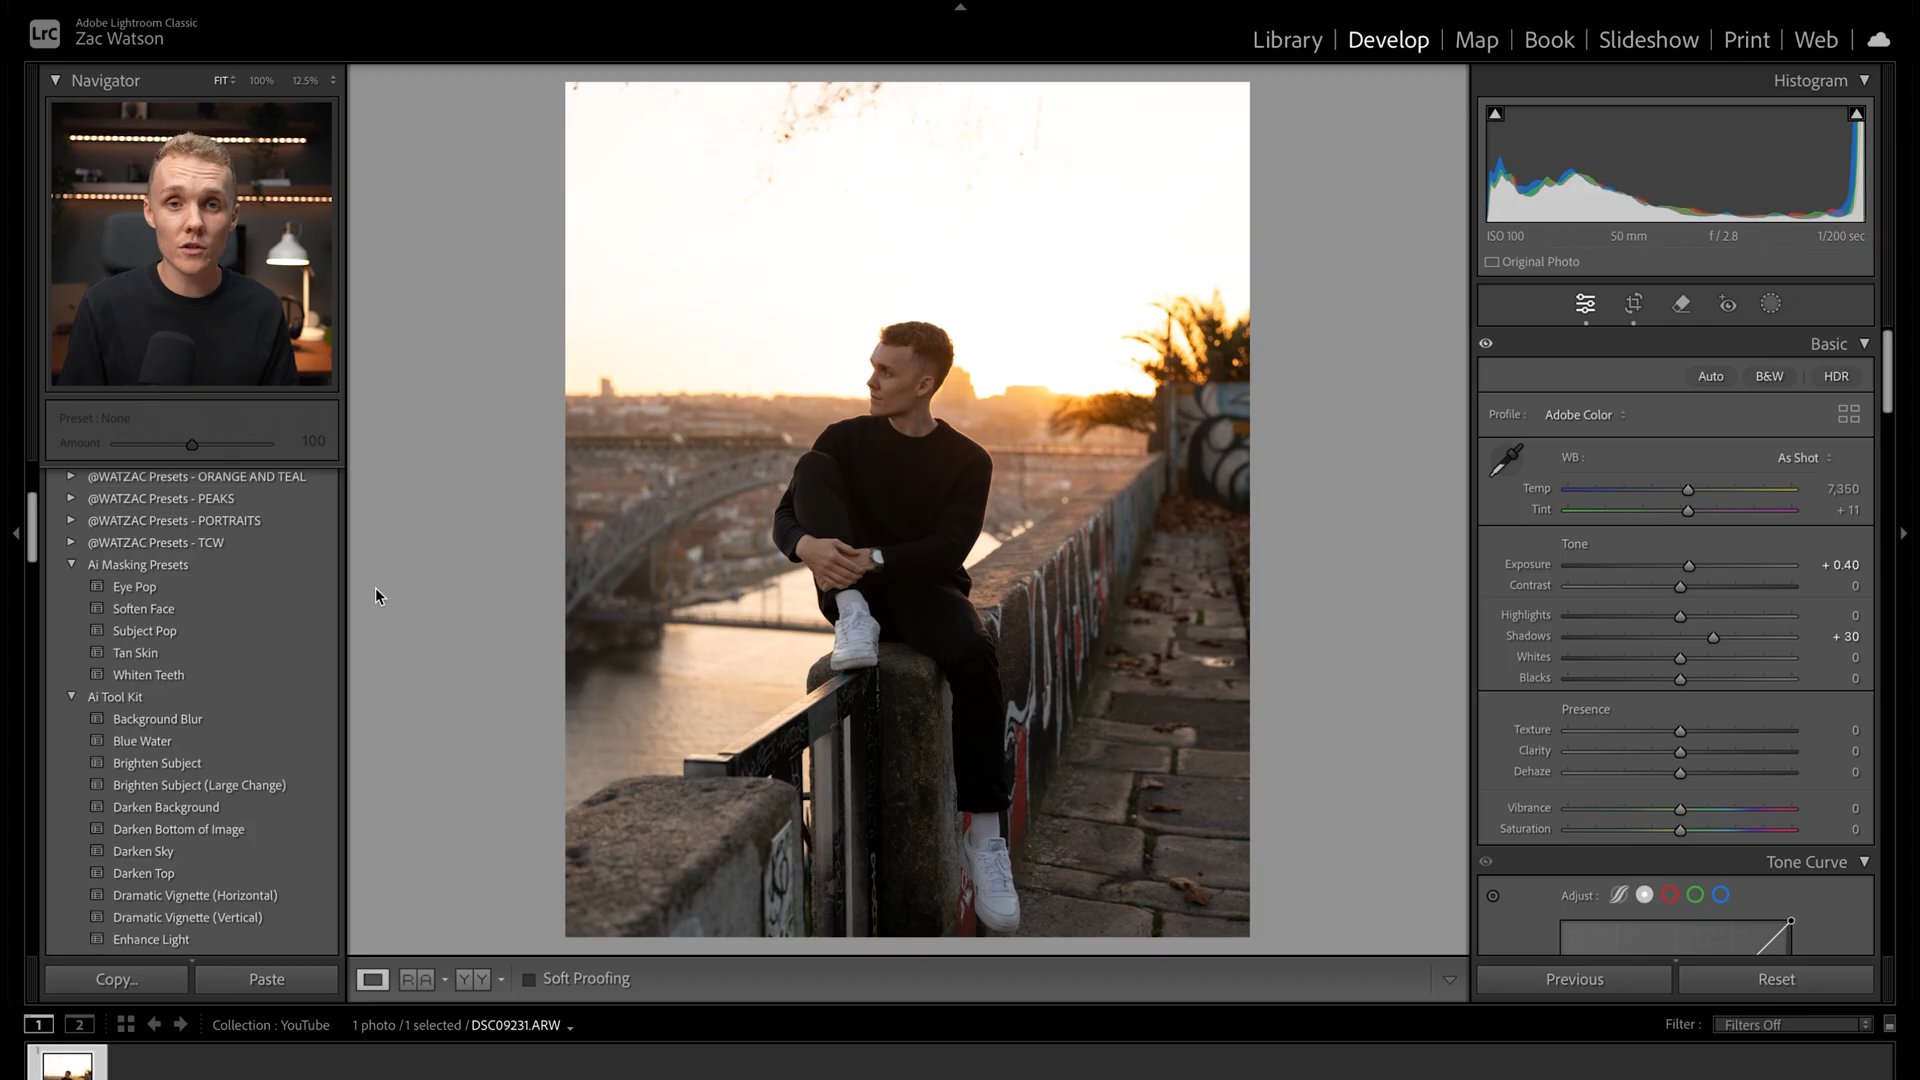 LrC
Adobe Lightroom Classic
Zac Watson
Library | Develop | Map | Book | Slideshow | Print | Web
Navigator FIT 100% 12.5%
Preset : None
Amount 100
@WATZAC Presets - ORANGE AND TEAL
@WATZAC Presets - PEAKS
@WATZAC Presets - PORTRAITS
@WATZAC Presets - TCW
Ai Masking Presets
Eye Pop
Soften Face
Subject Pop
Tan Skin
Whiten Teeth
Ai Tool Kit
Background Blur
Blue Water
Brighten Subject
Brighten Subject (Large Change)
Darken Background
Darken Bottom of Image
Darken Sky
Darken Top
Dramatic Vignette (Horizontal)
Dramatic Vignette (Vertical)
Enhance Light
Copy... Paste
R A Y Y Soft Proofing
Histogram
ISO 100 50 mm f / 2.8 1/200 sec
Original Photo
Basic
Auto B&W | HDR
Profile : Adobe Color
WB : As Shot
Temp 7,350
Tint + 11
Tone
Exposure + 0.40
Contrast 0
Highlights 0
Shadows + 30
Whites 0
Blacks 0
Presence
Texture 0
Clarity 0
Dehaze 0
Vibrance 0
Saturation 0
Tone Curve
Adjust :
Previous Reset
1 2 Collection : YouTube 1 photo / 1 selected / DSC09231.ARW Filter : Filters Off
1